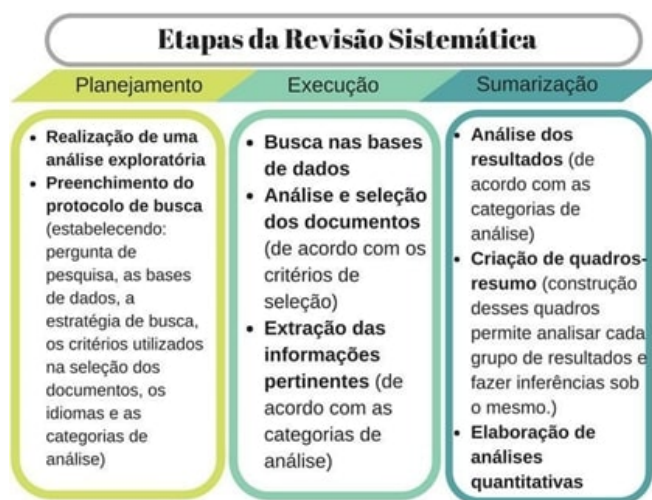 Etapas da Revisão Sistemática
Planejamento
Execução
Sumarização
• Realização de uma
análise exploratória
• Preenchimento do
protocolo de busca
(estabelecendo:
pergunta de
pesquisa, as bases
de dados, a
estratégia de busca,
os critérios utilizados
na seleção dos
documentos, os
idiomas e as
categorias de
análise)
• Busca nas bases
de dados
• Análise e seleção
dos documentos
(de acordo com os
critérios de
seleção)
• Extração das
informações
pertinentes (de
acordo com as
categorias de
análise)
• Análise dos
resultados (de
acordo com as
categorias de
análise)
• Criação de quadros-
resumo (construção
desses quadros
permite analisar cada
grupo de resultados e
fazer inferências sob
o mesmo.)
• Elaboração de
análises
quantitativas